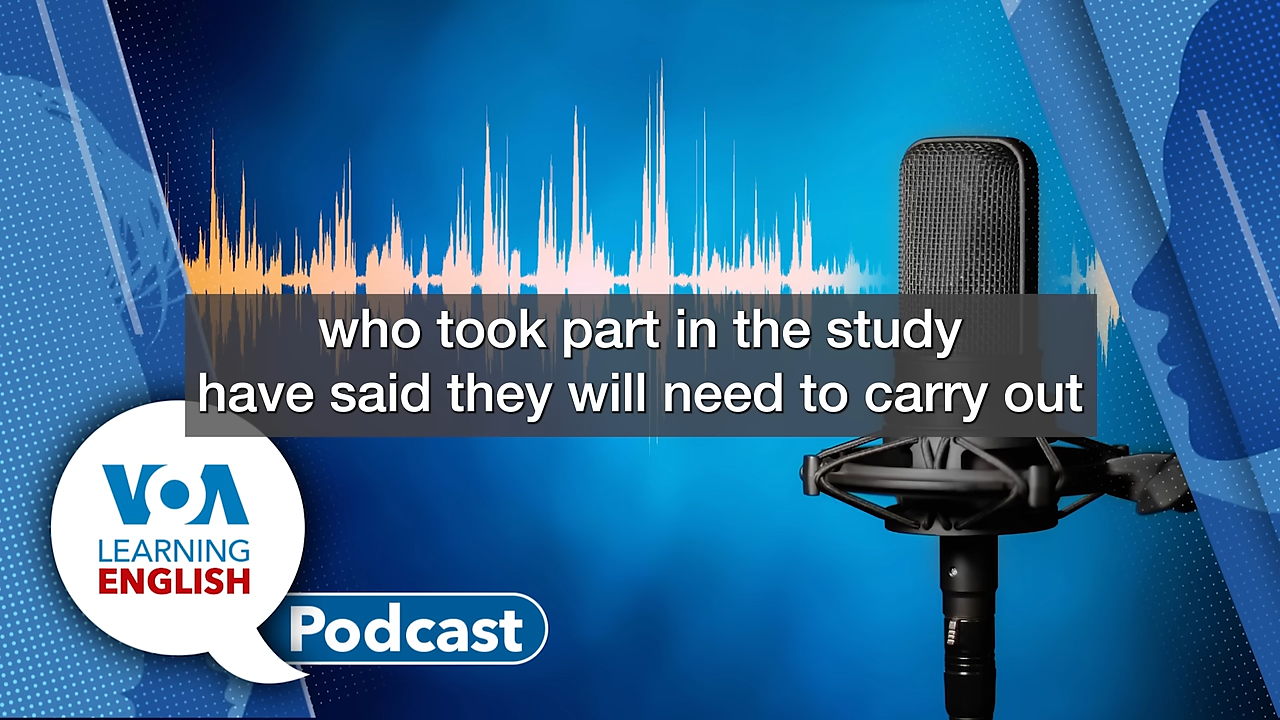 who took part in the study
have said they will need to carry out
VOA
LEARNING
ENGLISH
Podcast